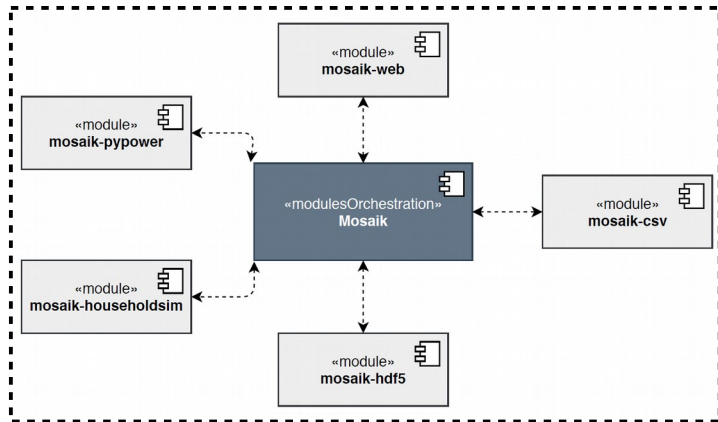 «module»
mosaik-web
«module»
mosaik-pypower
«modulesOrchestration»
Mosaik
«module»
mosaik-csv
«module»
mosaik-householdsim
«module»
mosaik-hdf5